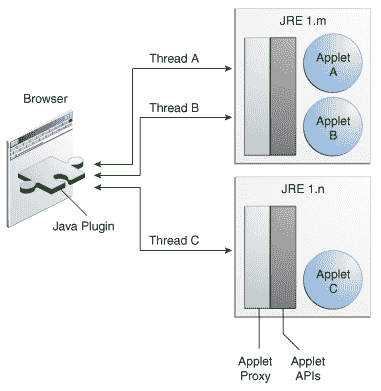 JRE 1.m
Thread A
Applet
A
Thread B
Applet
B
Browser
Java Plugin
JRE 1.n
Thread C
Applet
C
Applet
Proxy
Applet
APIs